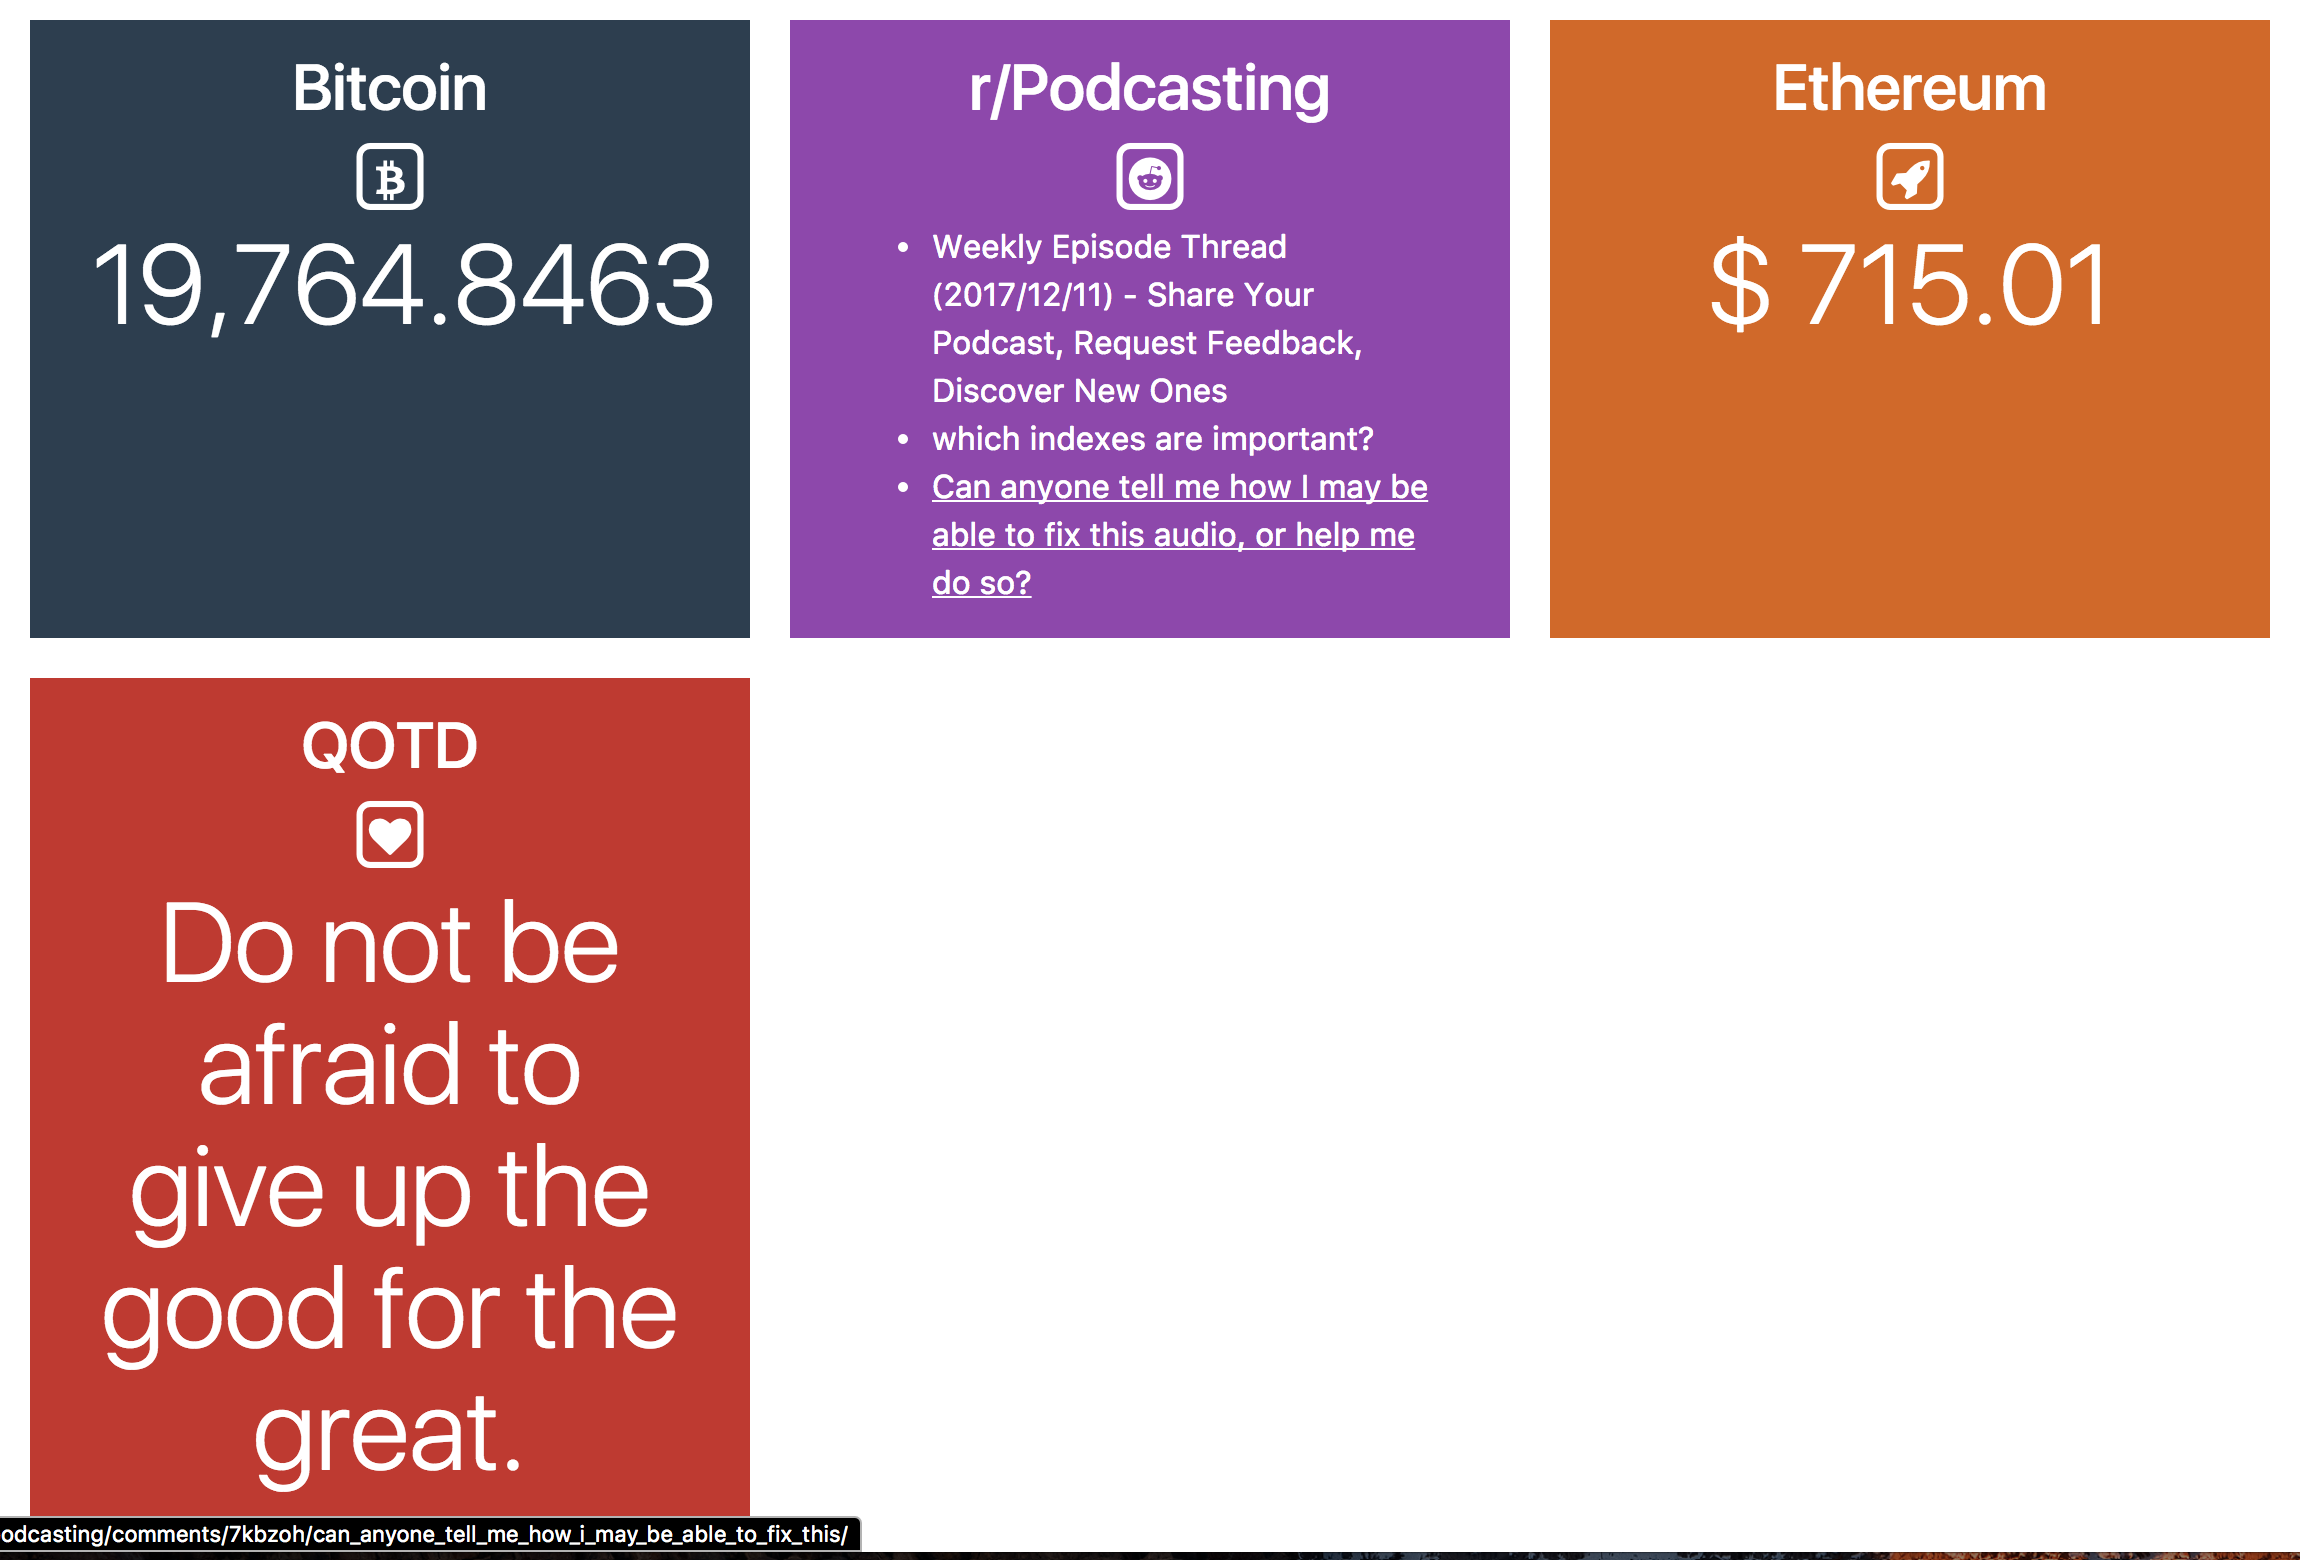 Bitcoin
19,764.8463
r/Podcasting
• Weekly Episode Thread
(2017/12/11) - Share Your
Podcast, Request Feedback,
Discover New Ones
• which indexes are important?
• Can anyone tell me how I may be
able to fix this audio, or help me
do so?
Ethereum
$ 715.01
QOTD
Do not be
afraid to
give up the
good for the
great.
odcasting/comments/7kbzoh/can_anyone_tell_me_how_i_may_be_able_to_fix_this/